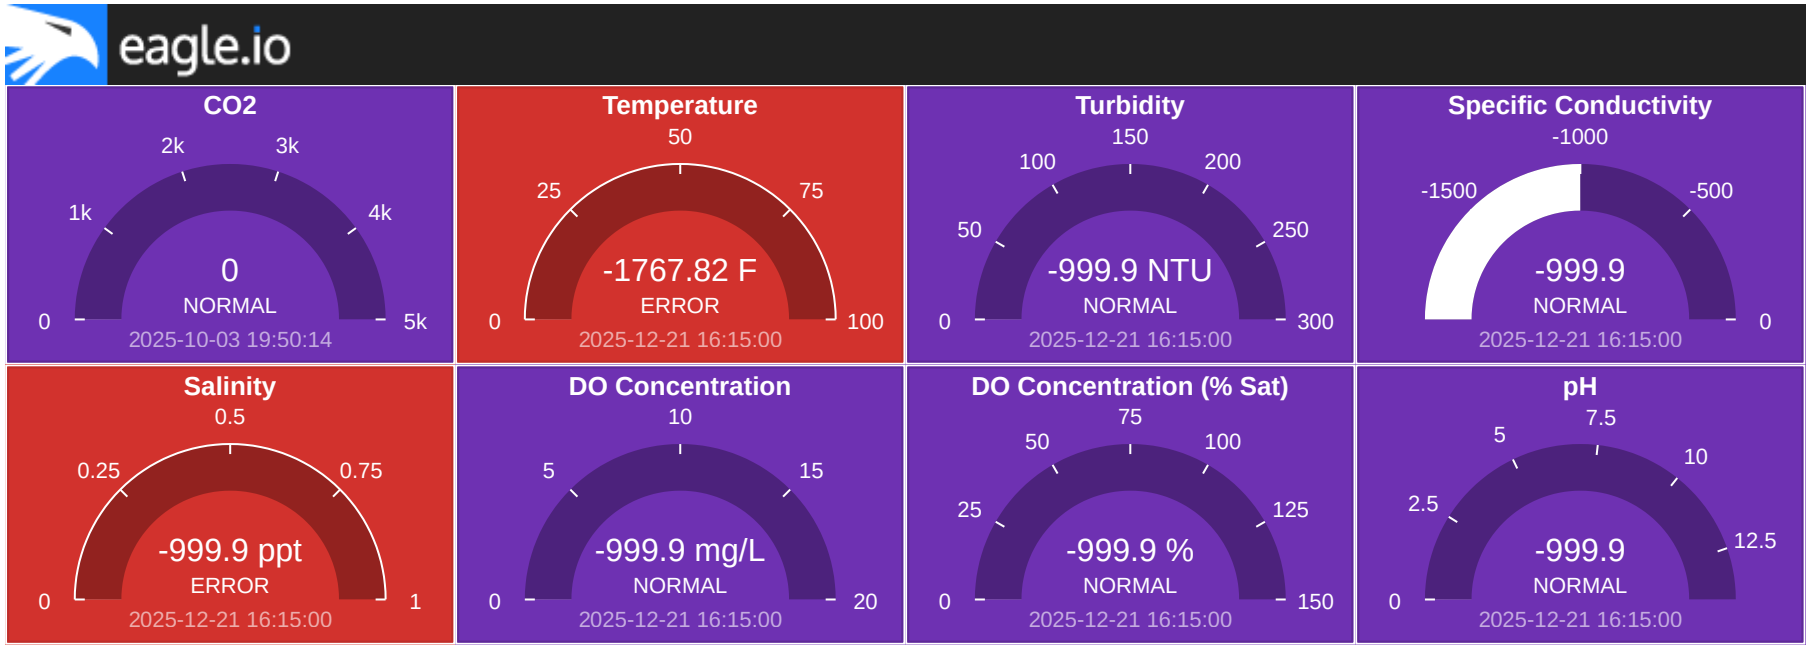 eagle.io
CO2
2k
3k
1k
4k
0
NORMAL
0
5k
2025-10-03 19:50:14
Temperature
50
25
75
-1767.82 F
ERROR
0
100
2025-12-21 16:15:00
Turbidity
150
100
200
50
250
-999.9 NTU
NORMAL
0
300
2025-12-21 16:15:00
Specific Conductivity
-1000
-1500
-500
-999.9
NORMAL
0
2025-12-21 16:15:00
Salinity
0.5
0.25
0.75
-999.9 ppt
ERROR
0
1
2025-12-21 16:15:00
DO Concentration
10
5
15
-999.9 mg/L
NORMAL
0
20
2025-12-21 16:15:00
DO Concentration (% Sat)
75
50
100
25
125
-999.9 %
NORMAL
0
150
2025-12-21 16:15:00
pH
7.5
5
10
2.5
12.5
-999.9
NORMAL
0
2025-12-21 16:15:00